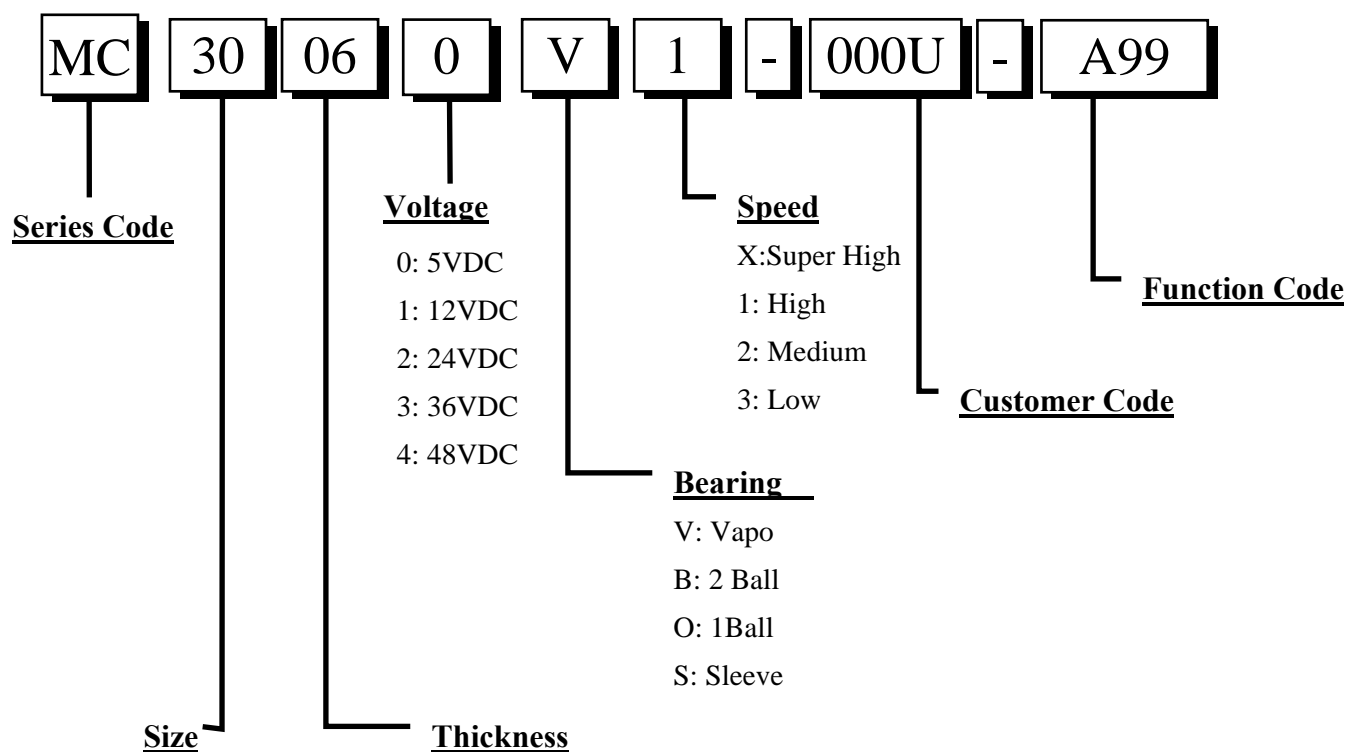 MC 30 06 0 V 1 - 000U - A99
Series Code
Voltage
0: 5VDC
1: 12VDC
2: 24VDC
3: 36VDC
4: 48VDC
Speed
X:Super High
1: High
2: Medium
3: Low
Function Code
Customer Code
Bearing
V: Vapo
B: 2 Ball
O: 1Ball
S: Sleeve
Size
Thickness